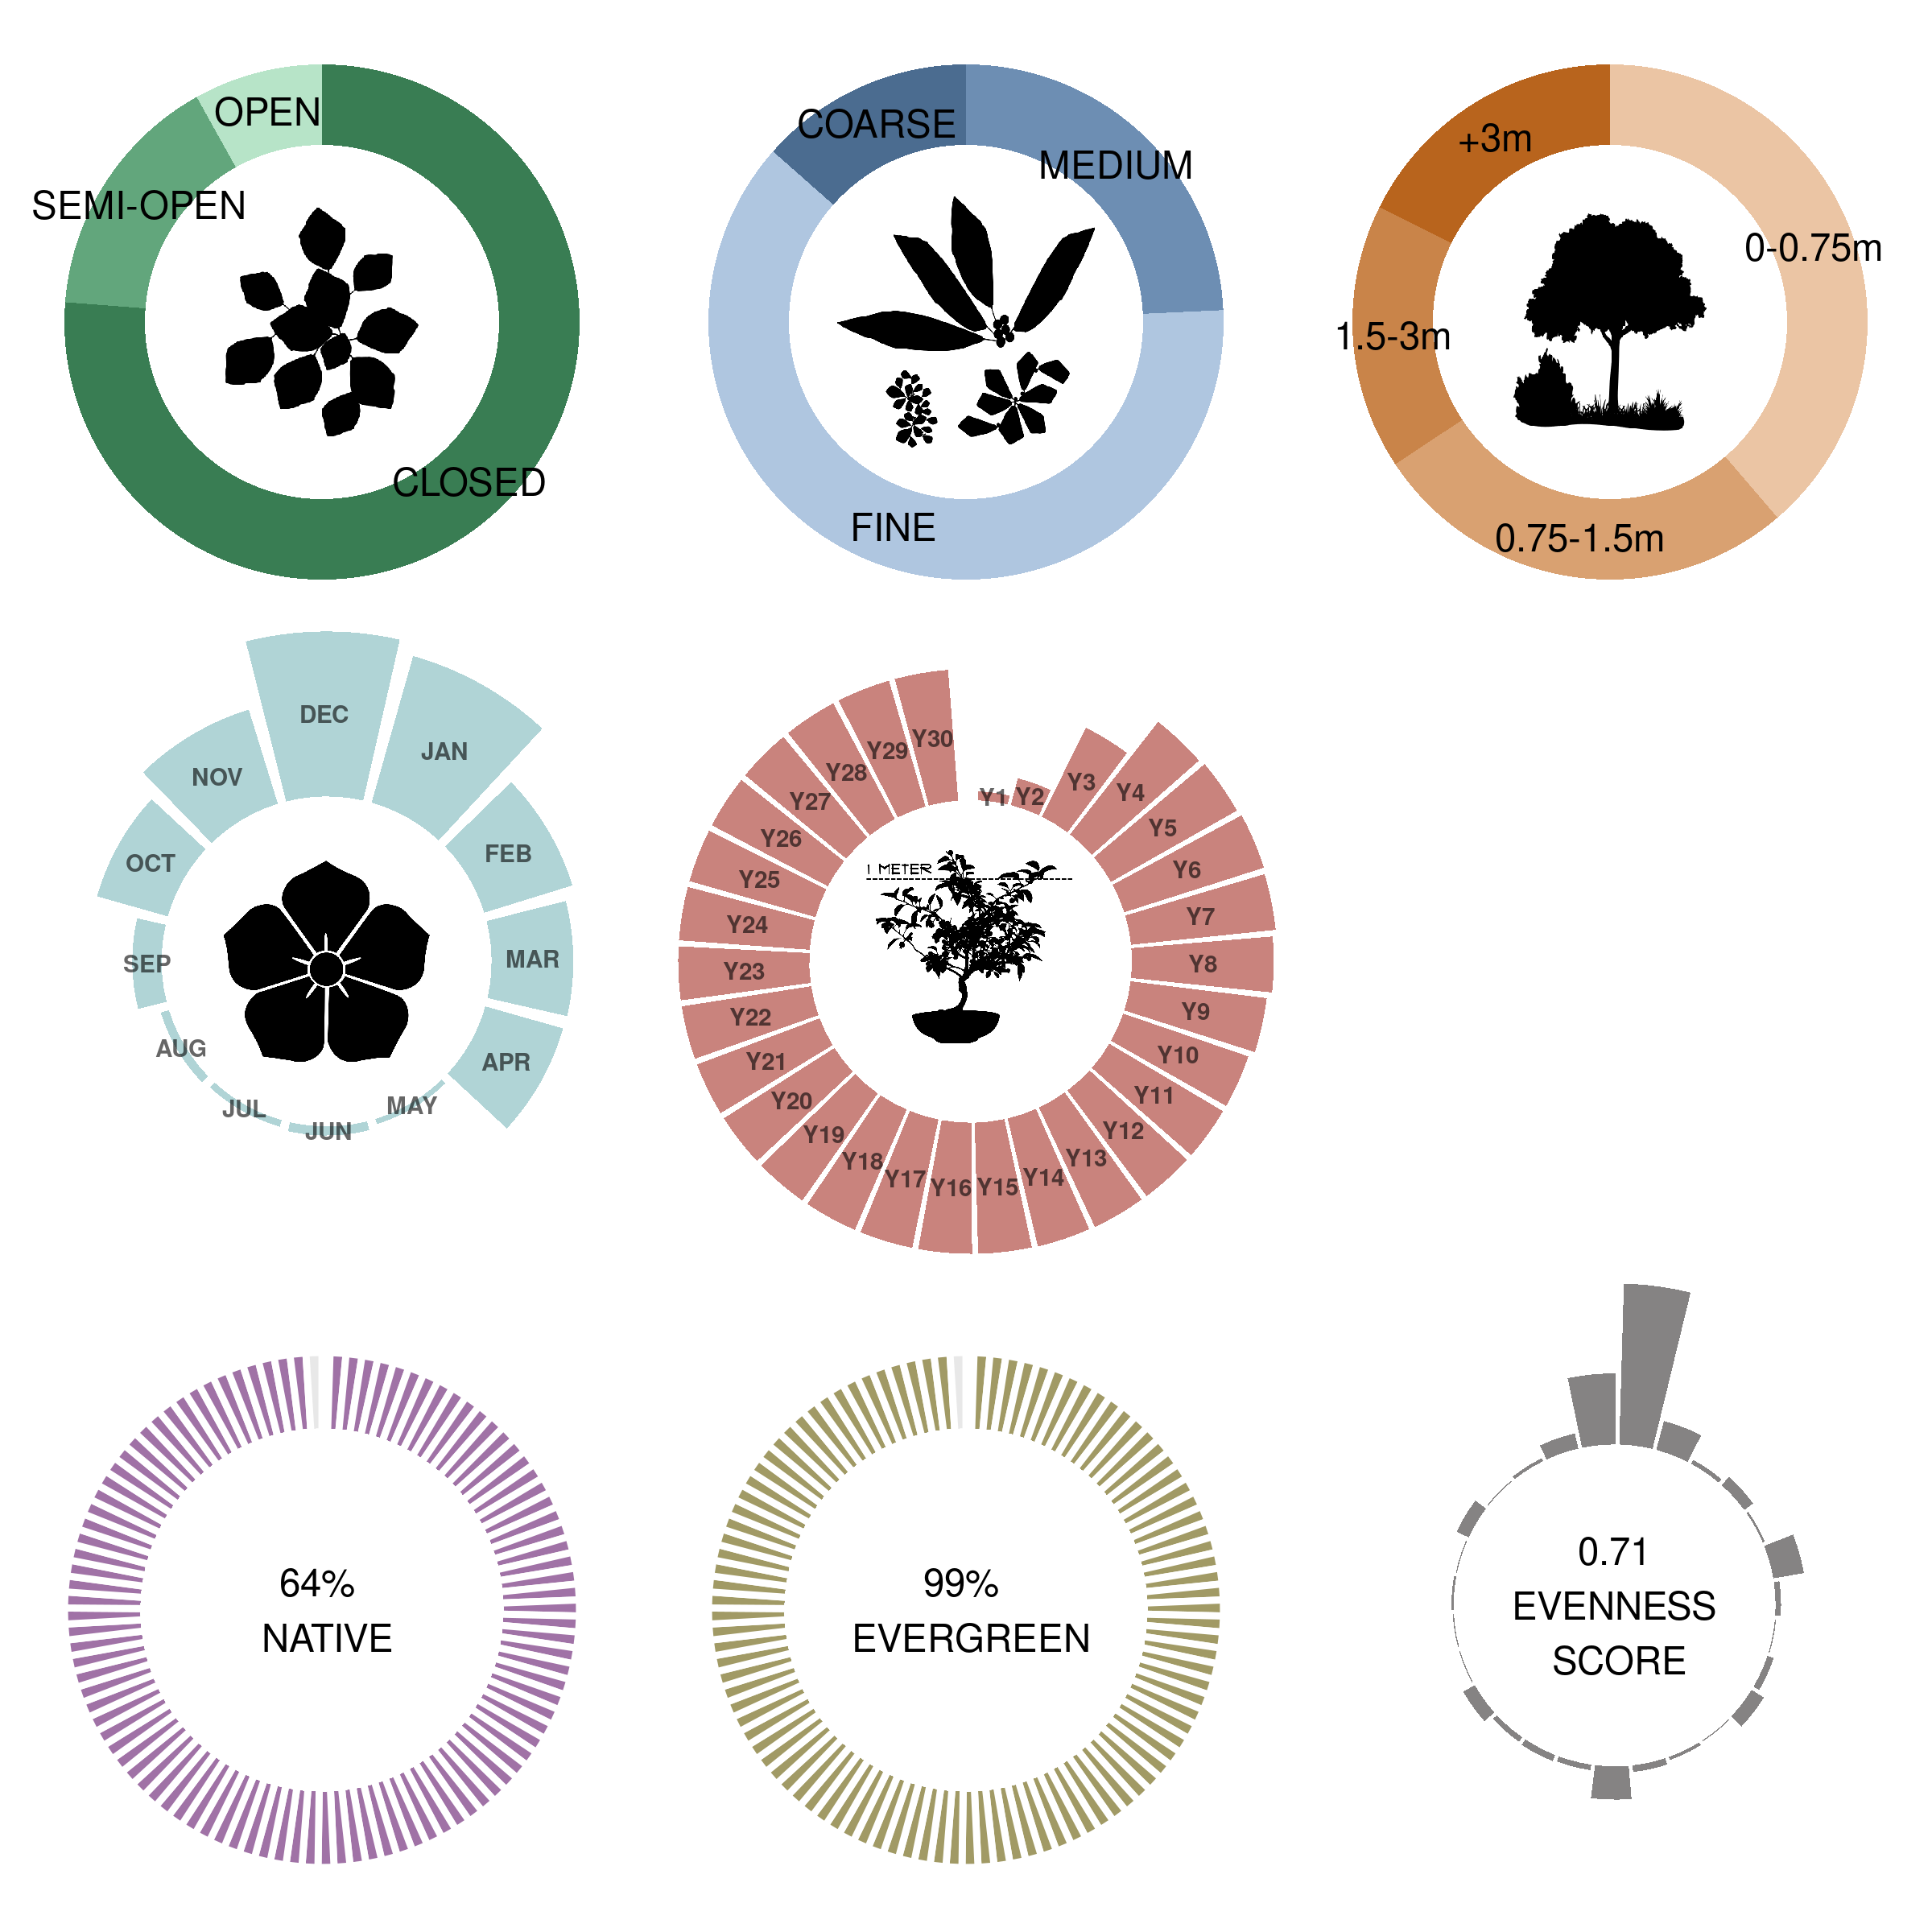 OPEN
SEMI-OPEN
CLOSED
COARSE
MEDIUM
FINE
+3m
0-0.75m
1.5-3m
0.75-1.5m
DEC
JAN
NOV
FEB
OCT
MAR
SEP
APR
AUG
MAY
JUL
JUN
Y1
Y2
Y3
Y4
Y5
Y6
Y7
Y8
Y9
Y10
Y11
Y12
Y13
Y14
Y15
Y16
Y17
Y18
Y19
Y20
Y21
Y22
Y23
Y24
Y25
Y26
Y27
Y28
Y29
Y30
1 METER
64%
NATIVE
99%
EVERGREEN
0.71
EVENNESS
SCORE